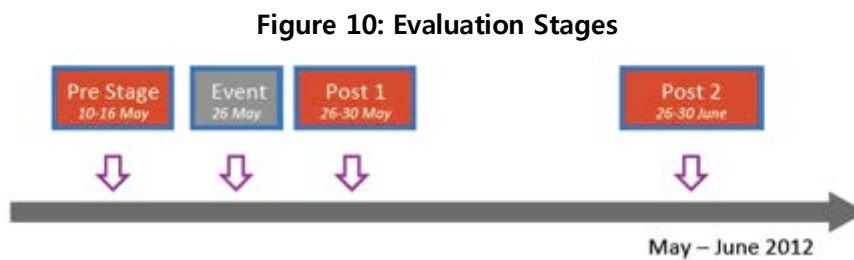 Figure 10: Evaluation Stages
Pre Stage
10-16 May
Event
26 May
Post 1
26-30 May
Post 2
26-30 June
May – June 2012